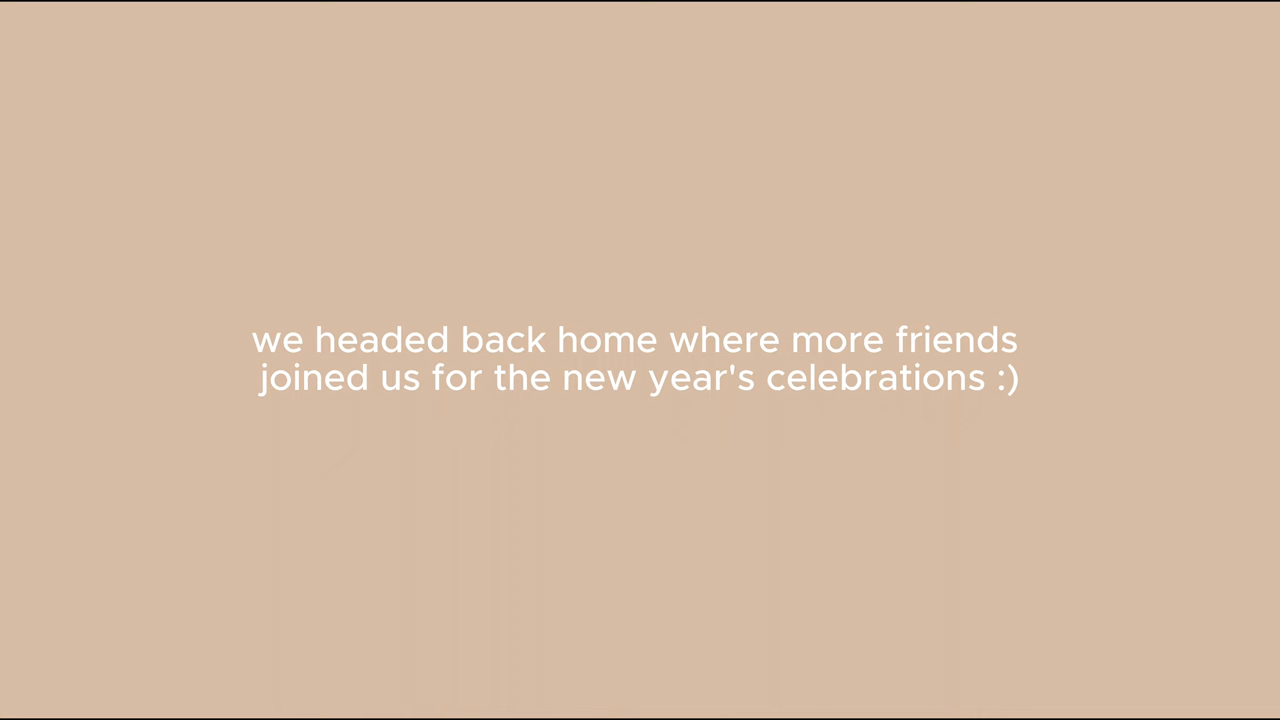 we headed back home where more friends
joined us for the new year's celebrations :)